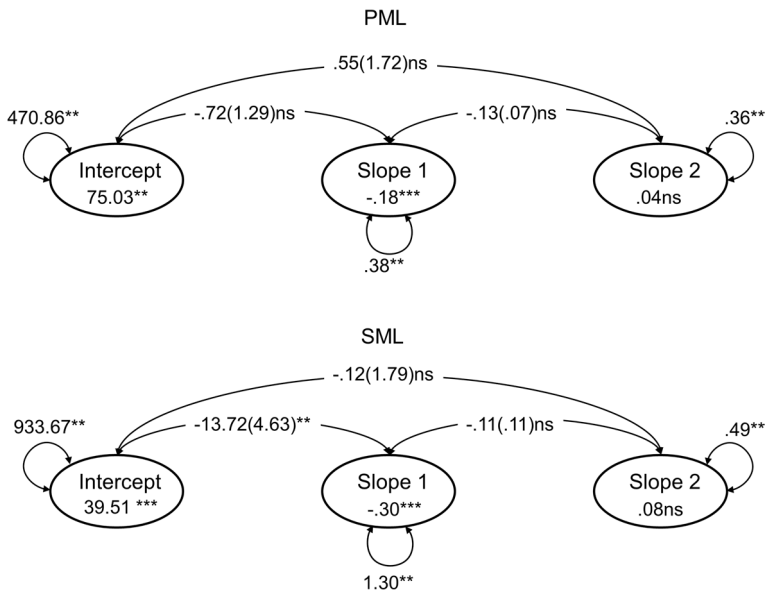 PML
.55(1.72)ns
470.86**
-.72(1.29)ns
-.13(.07)ns
.36**
Intercept
75.03**
Slope 1
-.18***
Slope 2
.04ns
.38**
SML
-.12(1.79)ns
933.67**
-13.72(4.63)**
-.11(.11)ns
.49**
Intercept
39.51 ***
Slope 1
-.30***
Slope 2
.08ns
1.30**